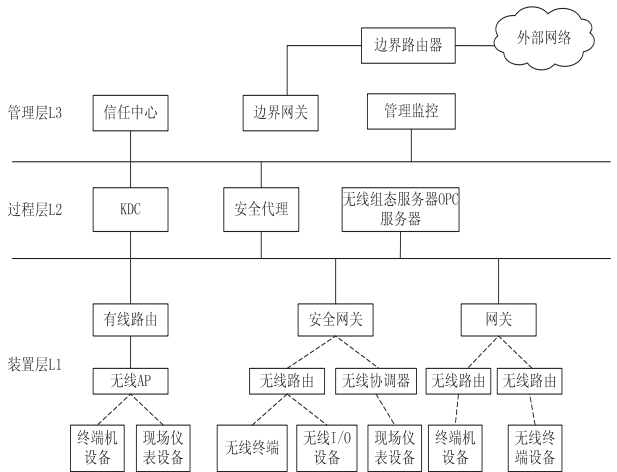 外部网络
边界路由器
管理层L3
信任中心
边界网关
管理监控
过程层L2
KDC
安全代理
无线组态服务器OPC
服务器
有线路由
安全网关
网关
装置层L1
无线AP
无线路由
无线协调器
无线路由
无线路由
终端机
设备
现场仪
表设备
无线终端
无线I/O
设备
现场仪
表设备
终端机
设备
无线终
端设备